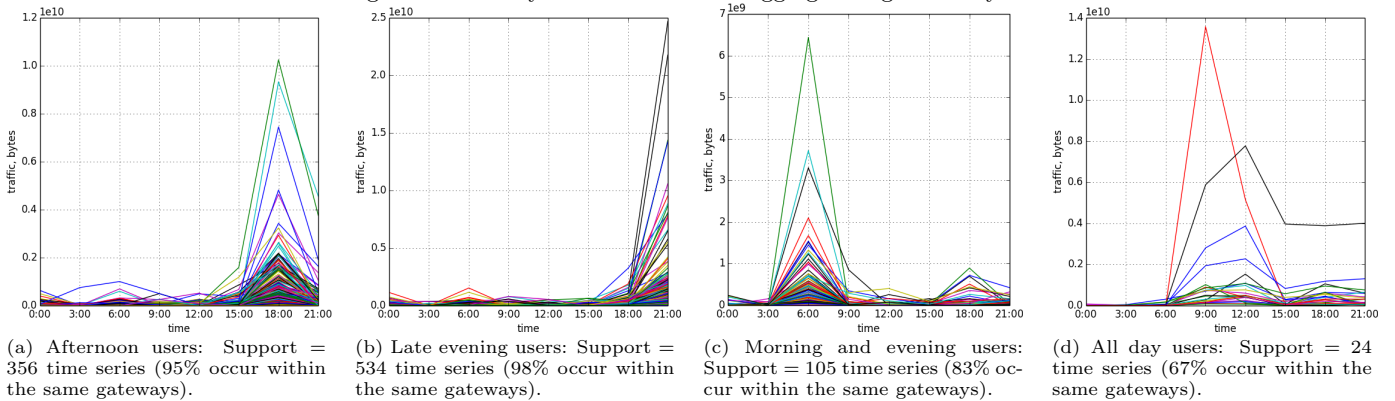 1e10
1.2
1.0
0.8
0.6
0.4
0.2
0.0
traffic, bytes
0:00 3:00 6:00 9:00 12:00 15:00 18:00 21:00
time
1e10
2.5
2.0
1.5
1.0
0.5
0.0
traffic, bytes
0:00 3:00 6:00 9:00 12:00 15:00 18:00 21:00
time
1e9
7
6
5
4
3
2
1
0
traffic, bytes
0:00 3:00 6:00 9:00 12:00 15:00 18:00 21:00
time
1e10
1.4
1.2
1.0
0.8
0.6
0.4
0.2
0.0
traffic, bytes
0:00 3:00 6:00 9:00 12:00 15:00 18:00 21:00
time
(a) Afternoon users: Support =
356 time series (95% occur within
the same gateways).
(b) Late evening users: Support =
534 time series (98% occur within
the same gateways).
(c) Morning and evening users:
Support = 105 time series (83% oc-
cur within the same gateways).
(d) All day users: Support = 24
time series (67% occur within the
same gateways).